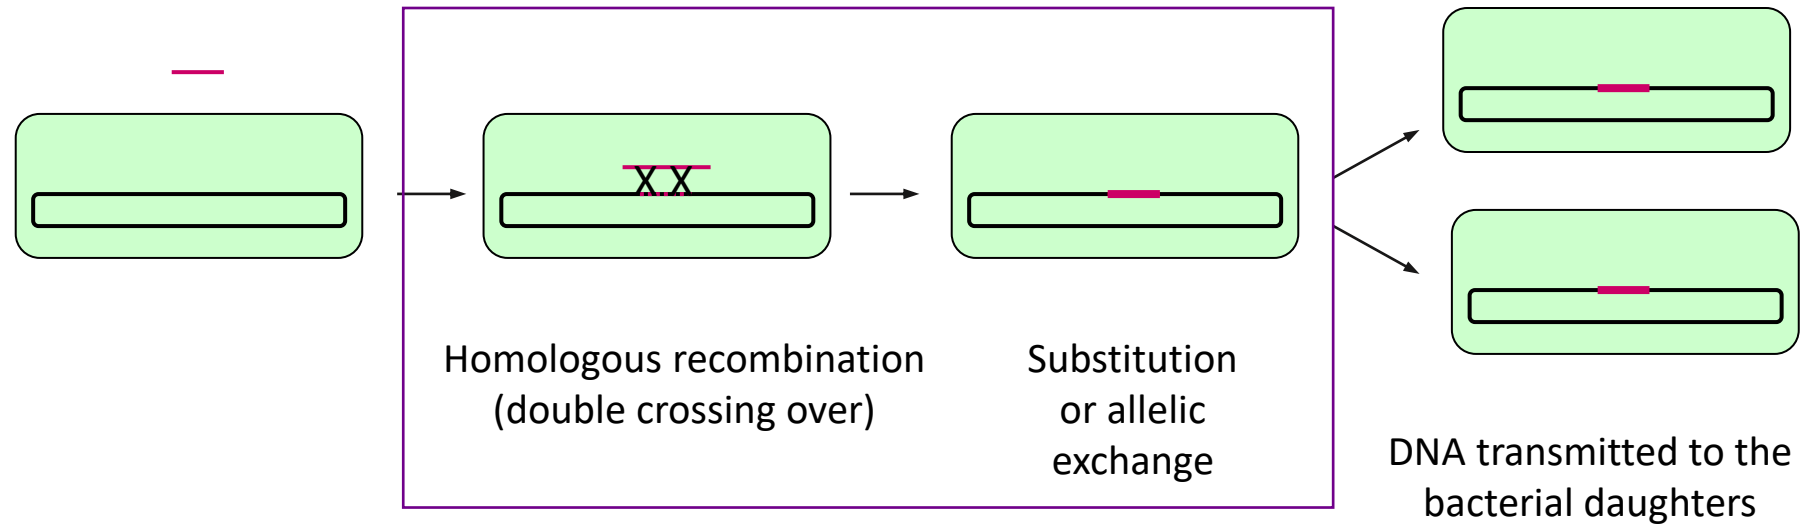 Homologous recombination
(double crossing over)
Substitution
or allelic
exchange
DNA transmitted to the
bacterial daughters